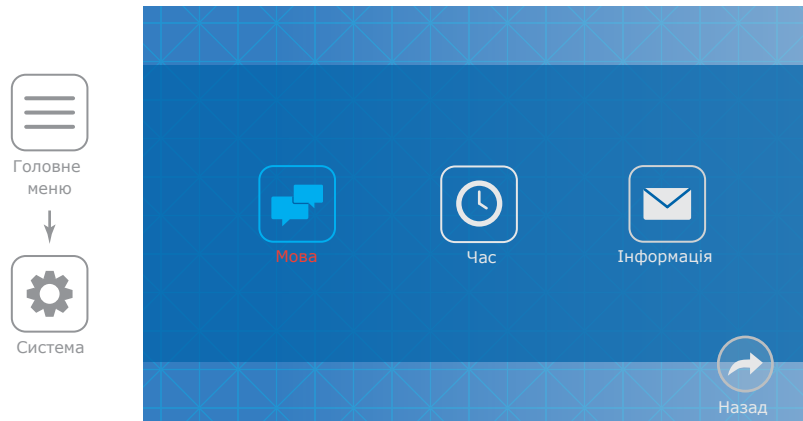 Головне
меню
Система
Мова
Час
Інформація
Назад